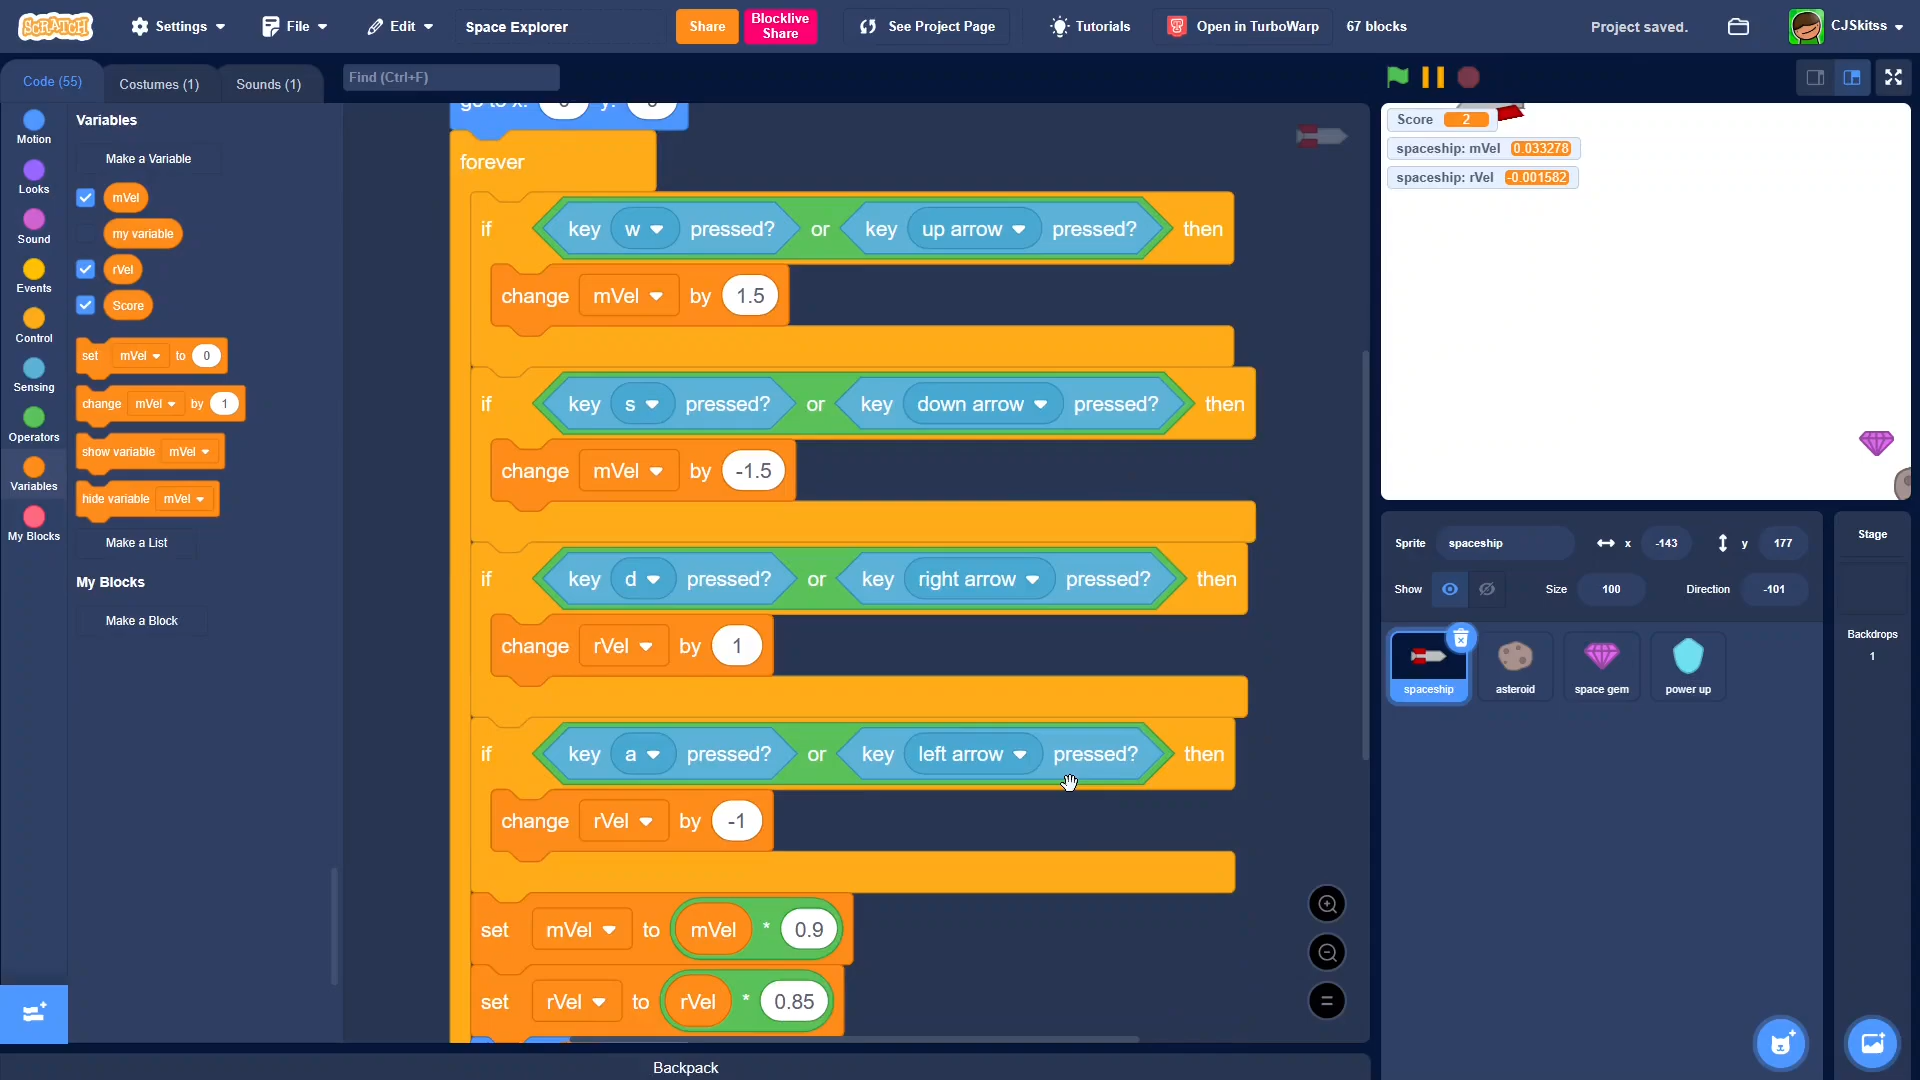 SCRATCH Settings File Edit Space Explorer Share Blocklive Share See Project Page Tutorials Open in TurboWarp 67 blocks Project saved. CJSkitss
Code (55) Costumes (1) Sounds (1) Find (Ctrl+F)
Motion
Looks
Sound
Events
Control
Sensing
Operators
Variables
My Blocks
Variables
Make a Variable
mVel
my variable
rVel
Score
set mVel to 0
change mVel by 1
show variable mVel
hide variable mVel
Make a List
My Blocks
Make a Block
forever
if key w pressed? or key up arrow pressed? then
change mVel by 1.5
if key s pressed? or key down arrow pressed? then
change mVel by -1.5
if key d pressed? or key right arrow pressed? then
change rVel by 1
if key a pressed? or key left arrow pressed? then
change rVel by -1
set mVel to mVel * 0.9
set rVel to rVel * 0.85
Backpack
Score 2
spaceship: mVel 0.033278
spaceship: rVel -0.001582
Sprite spaceship x -143 y 177
Show Size 100 Direction -101
spaceship asteroid space gem power up
Stage
Backdrops
1